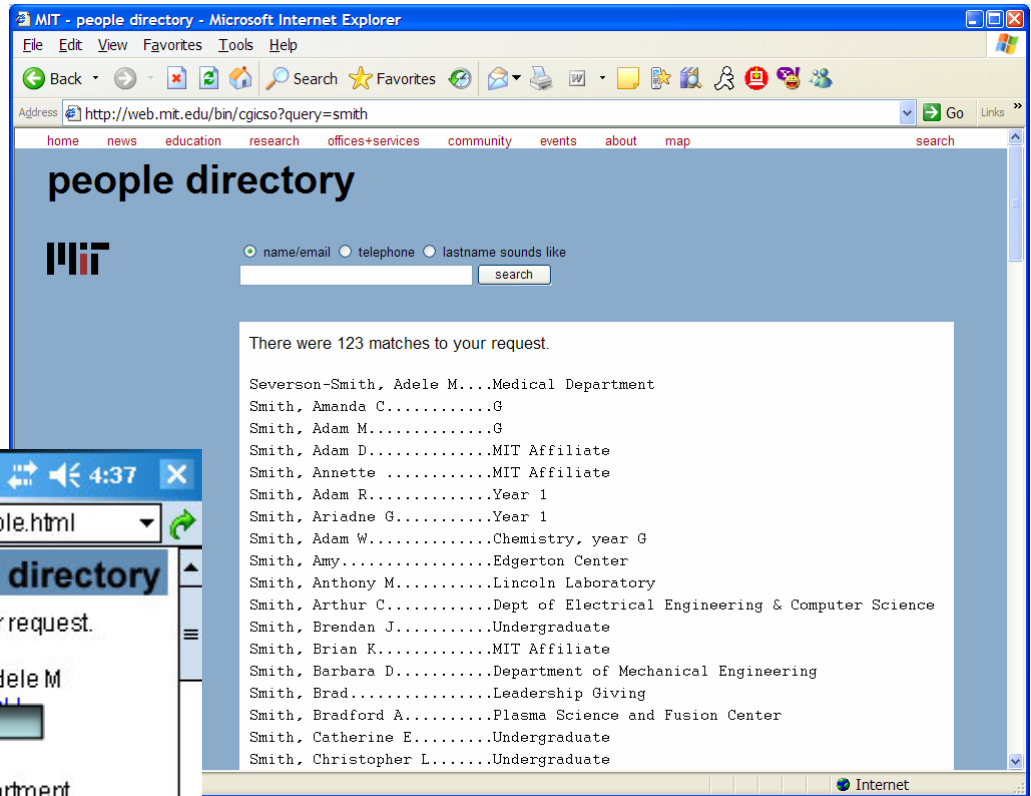 MIT - people directory - Microsoft Internet Explorer
File Edit View Favorites Tools Help
Back Search Favorites
Address http://web.mit.edu/bin/cgicso?query=smith Go Links »
home news education research offices+services community events about map search
people directory
MIT
name/email telephone lastname sounds like
search
There were 123 matches to your request.
Severson-Smith, Adele M....Medical Department
Smith, Amanda C............G
Smith, Adam M..............G
Smith, Adam D..............MIT Affiliate
Smith, Annette ............MIT Affiliate
Smith, Adam R..............Year 1
Smith, Ariadne G...........Year 1
Smith, Adam W..............Chemistry, year G
Smith, Amy.................Edgerton Center
Smith, Anthony M...........Lincoln Laboratory
Smith, Arthur C............Dept of Electrical Engineering & Computer Science
Smith, Brendan J...........Undergraduate
Smith, Brian K.............MIT Affiliate
Smith, Barbara D...........Department of Mechanical Engineering
Smith, Brad................Leadership Giving
Smith, Bradford A..........Plasma Science and Fusion Center
Smith, Catherine E.........Undergraduate
Smith, Christopher L.......Undergraduate
Internet
4:37
ple.html
directory
request.
dele M